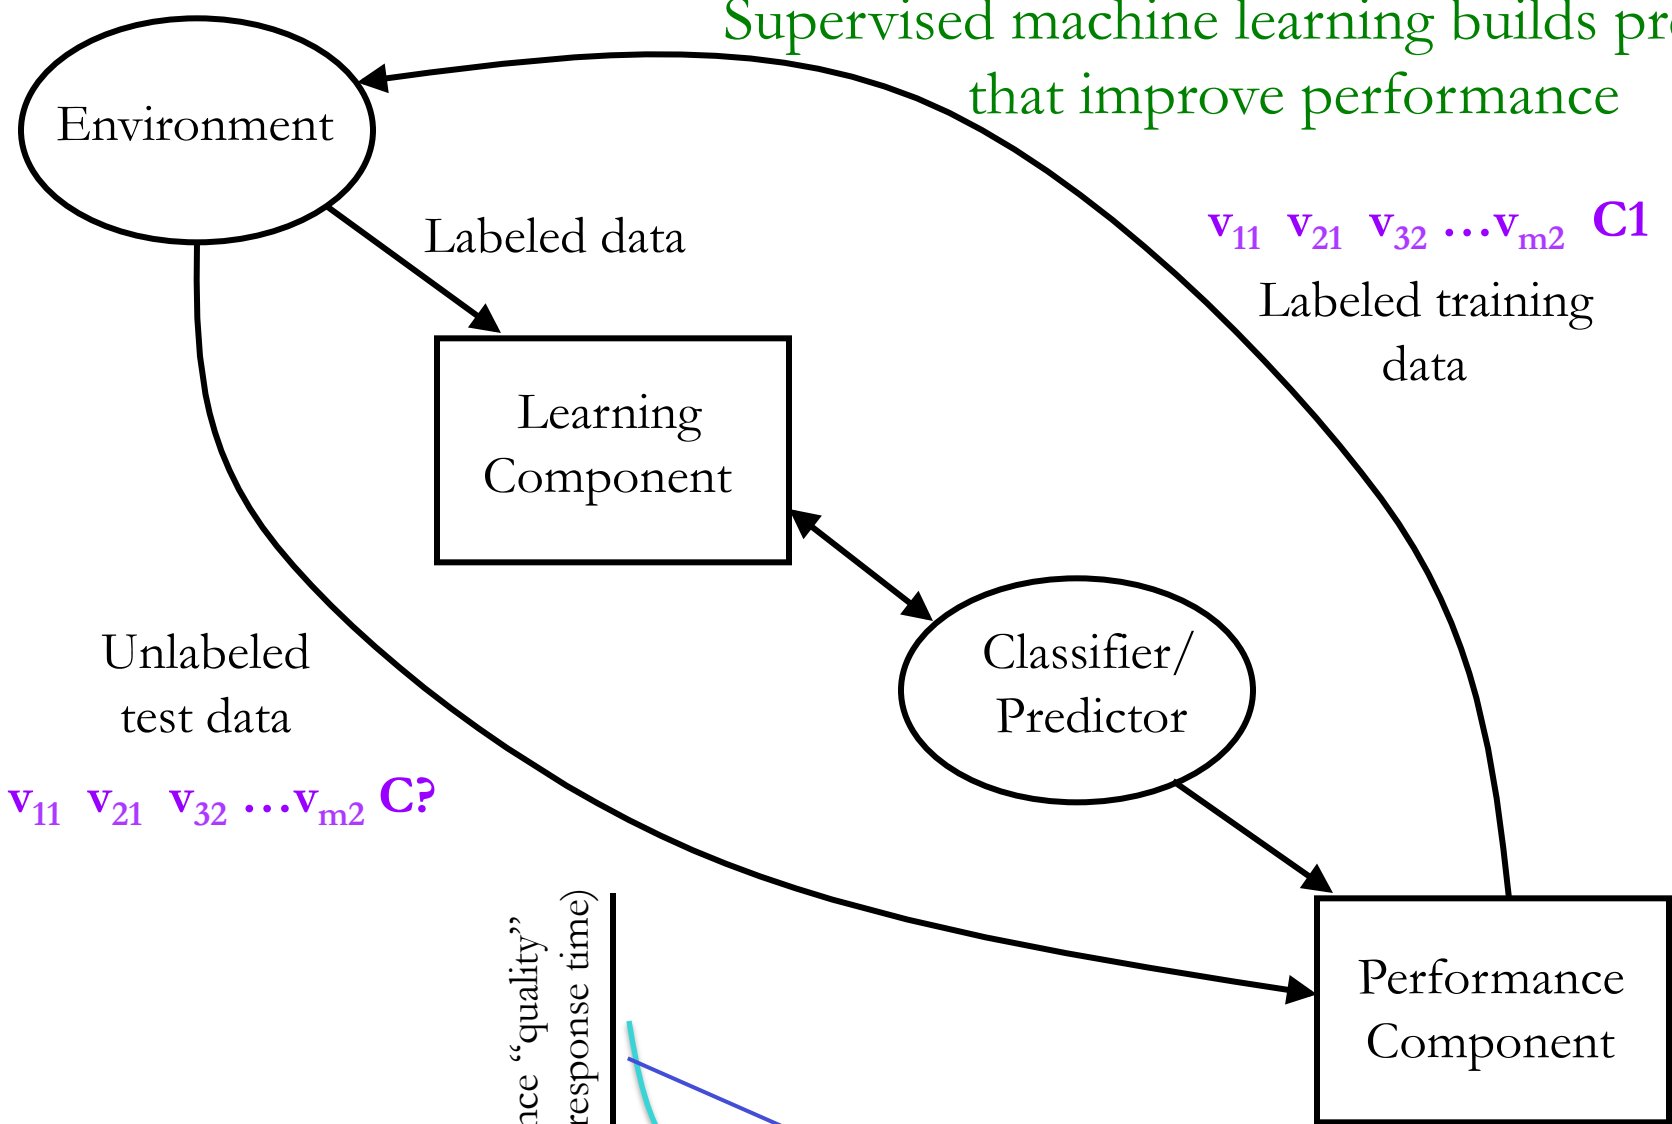 Supervised machine learning builds
that improve performance
Environment
Labeled data
v11 v21 v32 …vm2 C1
Labeled training
data
Learning
Component
Classifier/
Predictor
Unlabeled
test data
v11 v21 v32 …vm2 C?
“quality”
response time)
Performance
Component